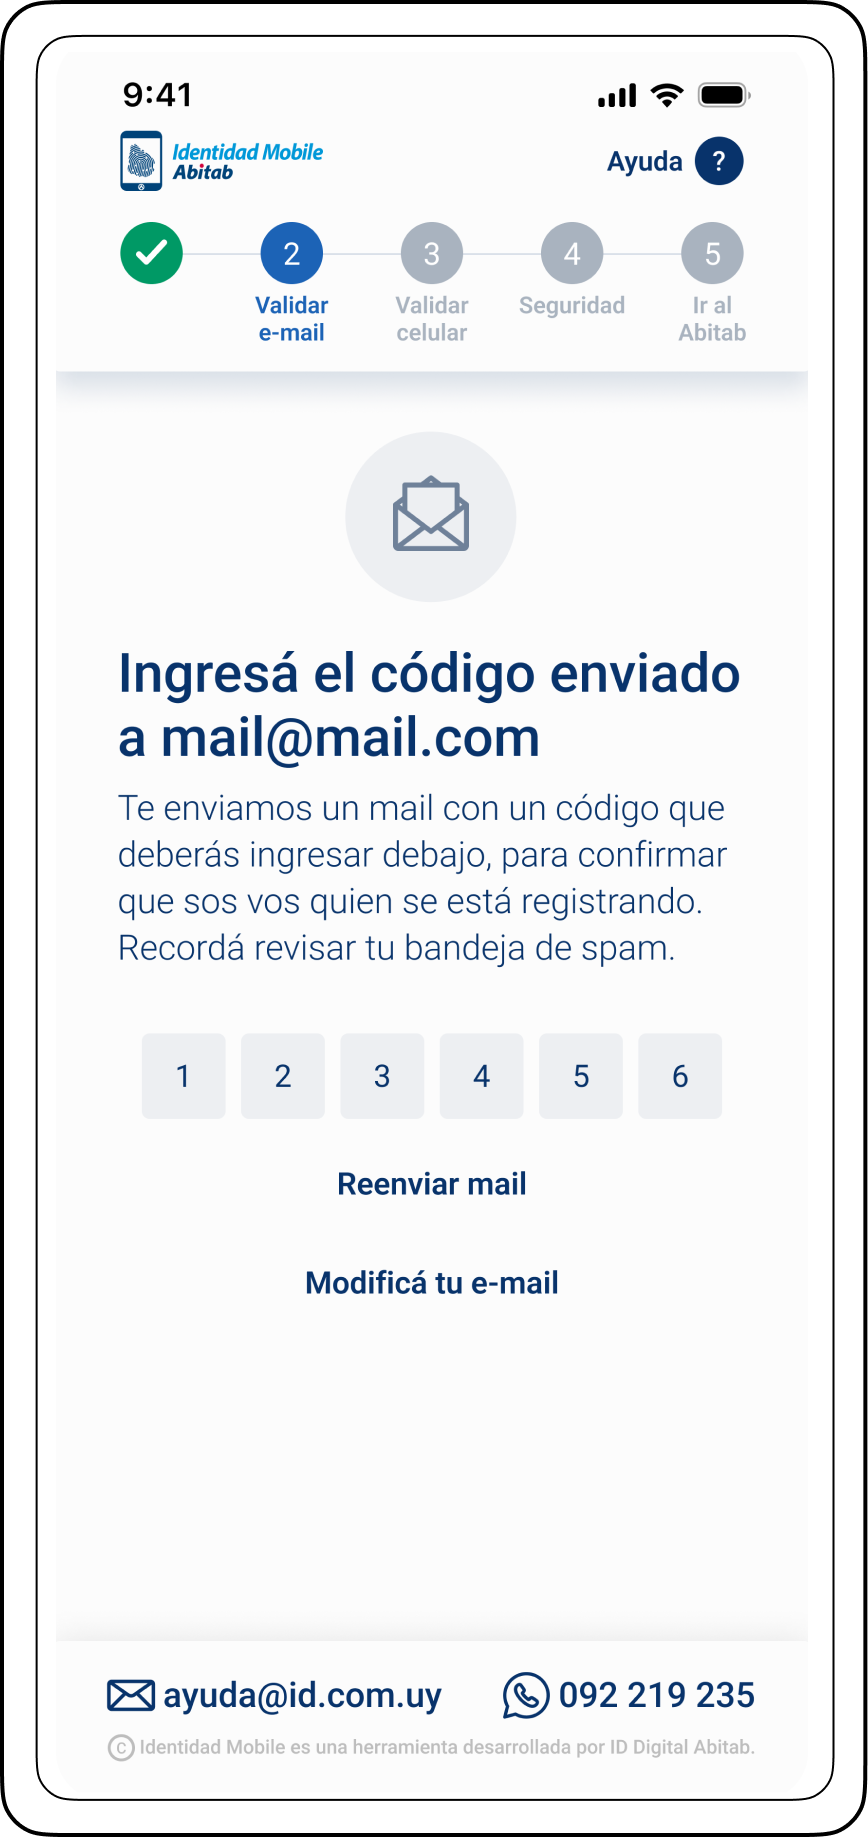 9:41
Identidad Mobile
Abitab
Ayuda ?
2 3 4 5
Validar
e-mail
Validar
celular
Seguridad
Ir al
Abitab
Ingresá el código enviado
a mail@mail.com
Te enviamos un mail con un código que
deberás ingresar debajo, para confirmar
que sos vos quien se está registrando.
Recordá revisar tu bandeja de spam.
1 2 3 4 5 6
Reenviar mail
Modificá tu e-mail
ayuda@id.com.uy 092 219 235
© Identidad Mobile es una herramienta desarrollada por ID Digital Abitab.